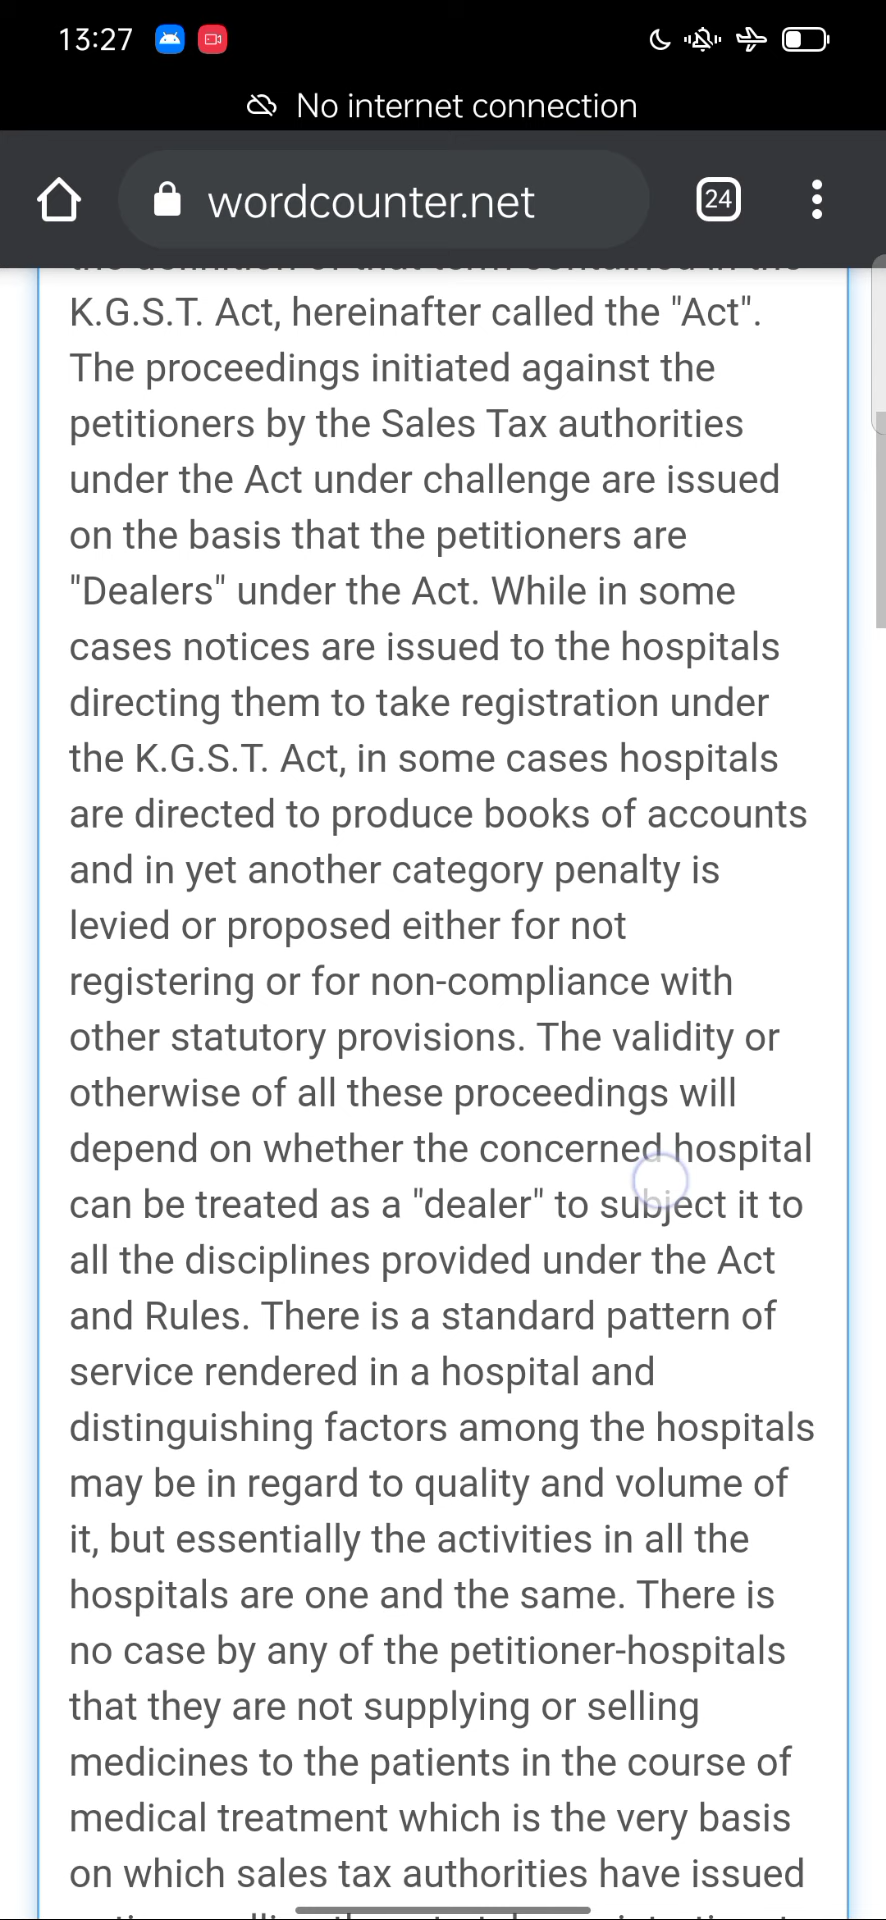 13:27
No internet connection
wordcounter.net
24
K.G.S.T. Act, hereinafter called the "Act".
The proceedings initiated against the
petitioners by the Sales Tax authorities
under the Act under challenge are issued
on the basis that the petitioners are
"Dealers" under the Act. While in some
cases notices are issued to the hospitals
directing them to take registration under
the K.G.S.T. Act, in some cases hospitals
are directed to produce books of accounts
and in yet another category penalty is
levied or proposed either for not
registering or for non-compliance with
other statutory provisions. The validity or
otherwise of all these proceedings will
depend on whether the concerned hospital
can be treated as a "dealer" to subject it to
all the disciplines provided under the Act
and Rules. There is a standard pattern of
service rendered in a hospital and
distinguishing factors among the hospitals
may be in regard to quality and volume of
it, but essentially the activities in all the
hospitals are one and the same. There is
no case by any of the petitioner-hospitals
that they are not supplying or selling
medicines to the patients in the course of
medical treatment which is the very basis
on which sales tax authorities have issued